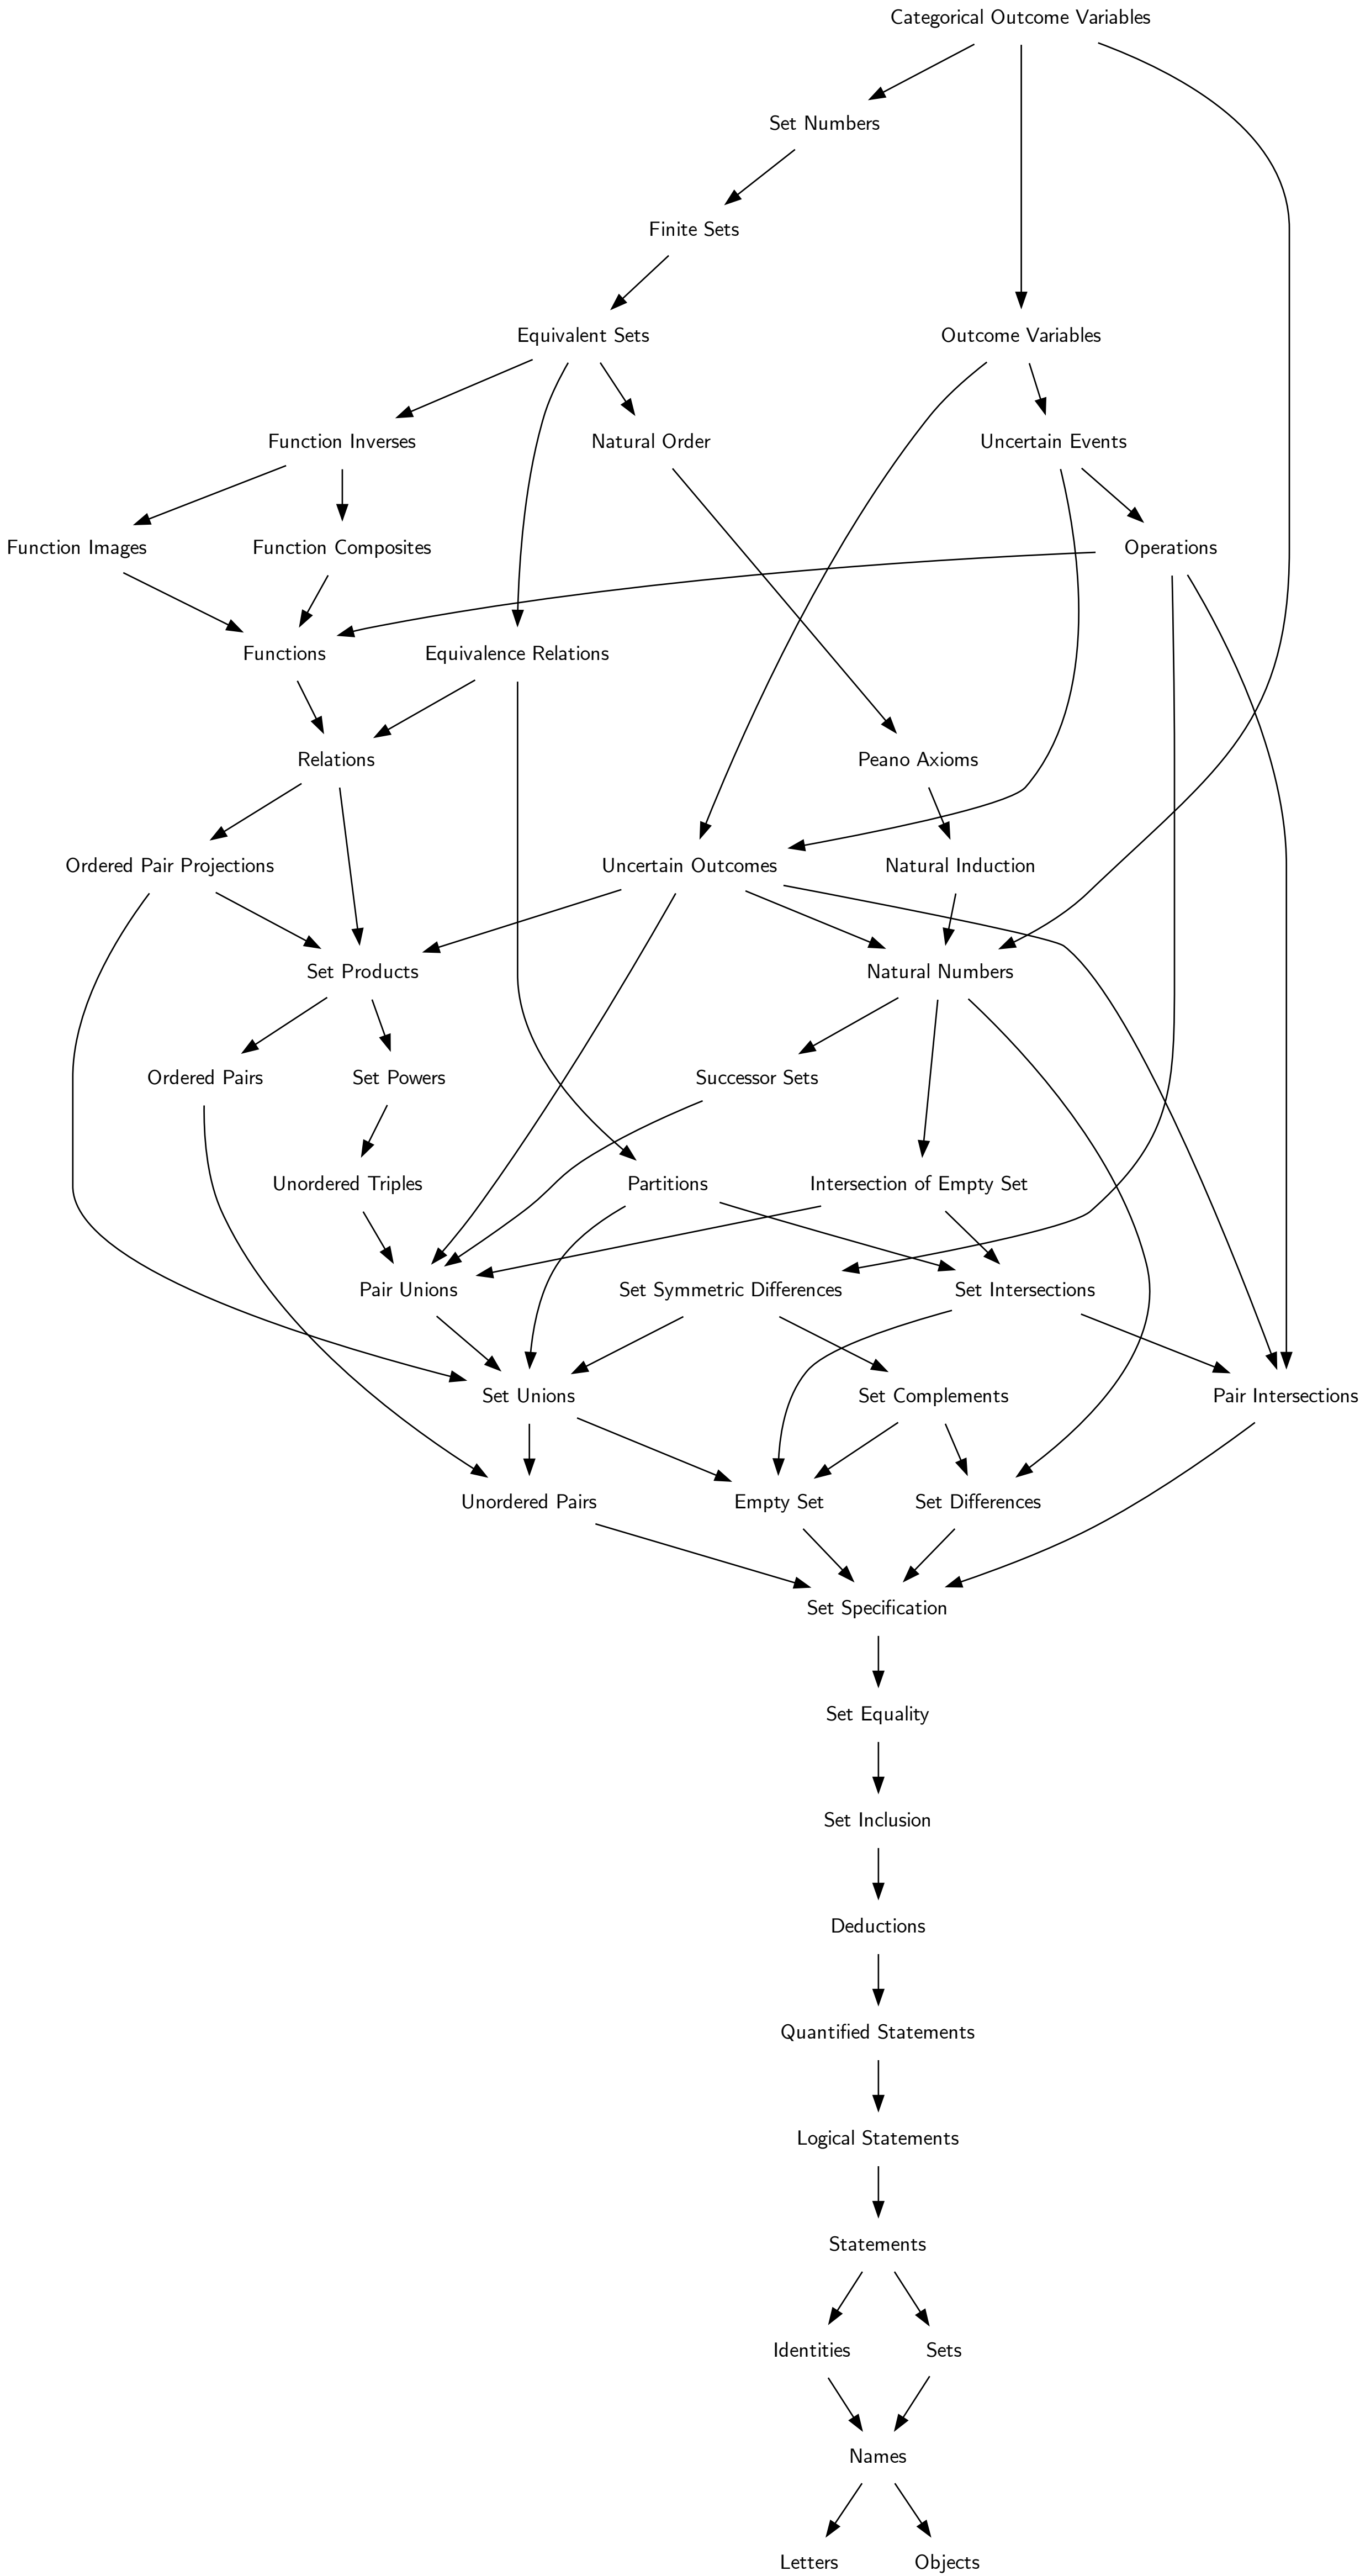 Categorical Outcome Variables
Set Numbers
Finite Sets
Equivalent Sets
Outcome Variables
Function Inverses
Natural Order
Uncertain Events
Function Images
Function Composites
Operations
Functions
Equivalence Relations
Relations
Peano Axioms
Ordered Pair Projections
Uncertain Outcomes
Natural Induction
Set Products
Natural Numbers
Ordered Pairs
Set Powers
Successor Sets
Unordered Triples
Partitions
Intersection of Empty Set
Pair Unions
Set Symmetric Differences
Set Intersections
Set Unions
Set Complements
Pair Intersections
Unordered Pairs
Empty Set
Set Differences
Set Specification
Set Equality
Set Inclusion
Deductions
Quantified Statements
Logical Statements
Statements
Identities
Sets
Names
Letters
Objects